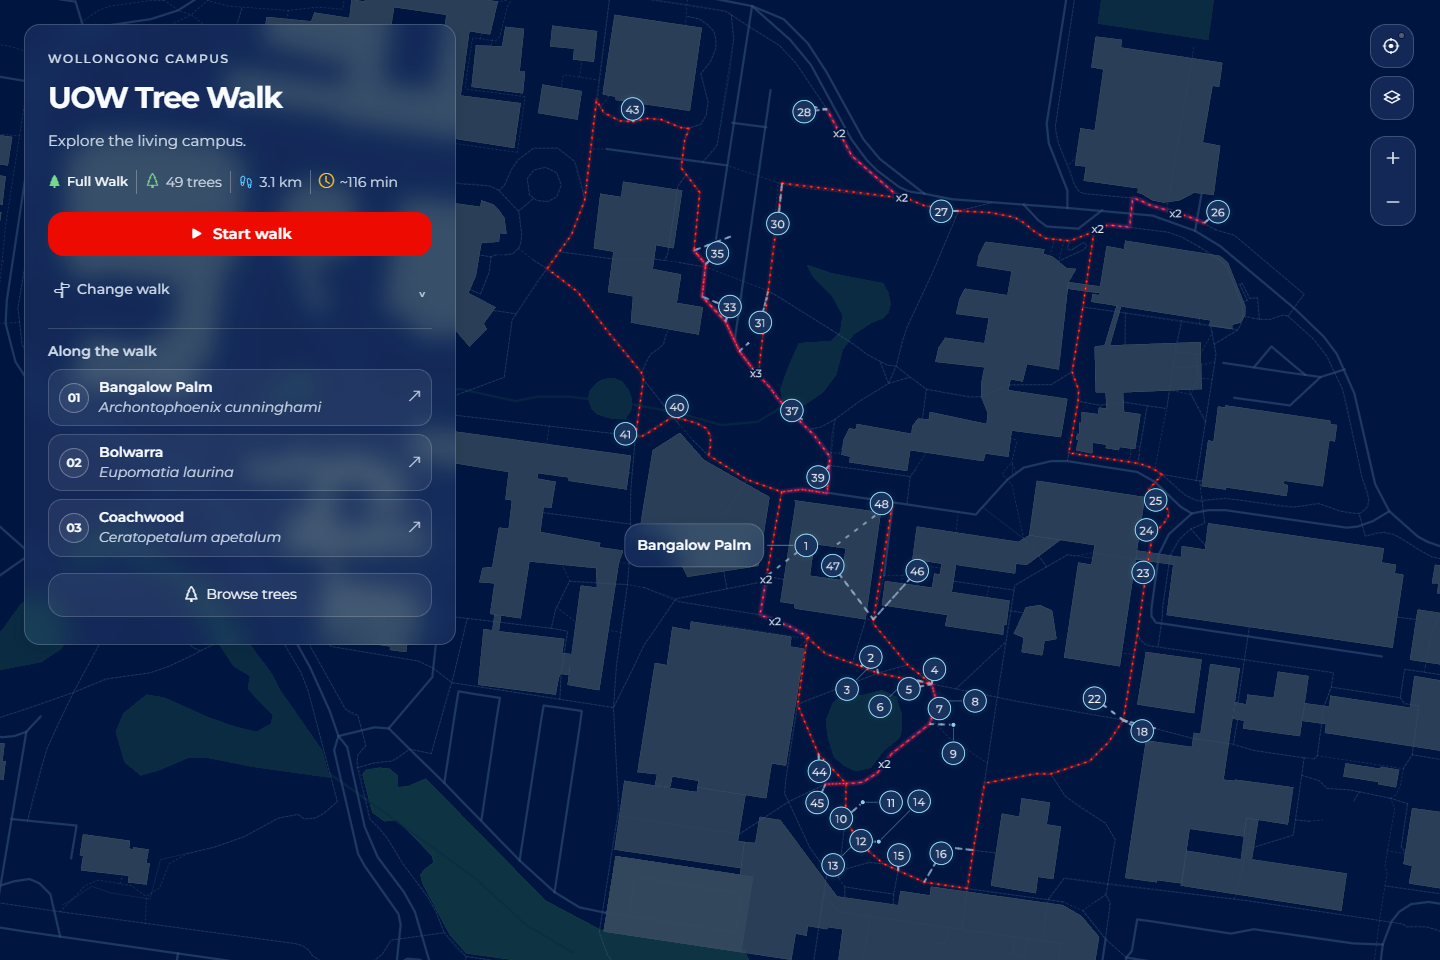 WOLLONGONG CAMPUS
UOW Tree Walk
Explore the living campus.
Full Walk 49 trees 3.1 km ~116 min
Start walk
Change walk
Along the walk
01 Bangalow Palm
Archontophoenix cunninghami
02 Bolwarra
Eupomatia laurina
03 Coachwood
Ceratopetalum apetalum
Browse trees
43
28
x2
x2
27
x2
x2
26
30
35
33
31
x3
40
37
41
39
48
25
24
Bangalow Palm
1
47
46
23
x2
x2
2
4
3
5
6
7
8
22
18
9
x2
44
45
10
11
14
12
13
15
16
+
−